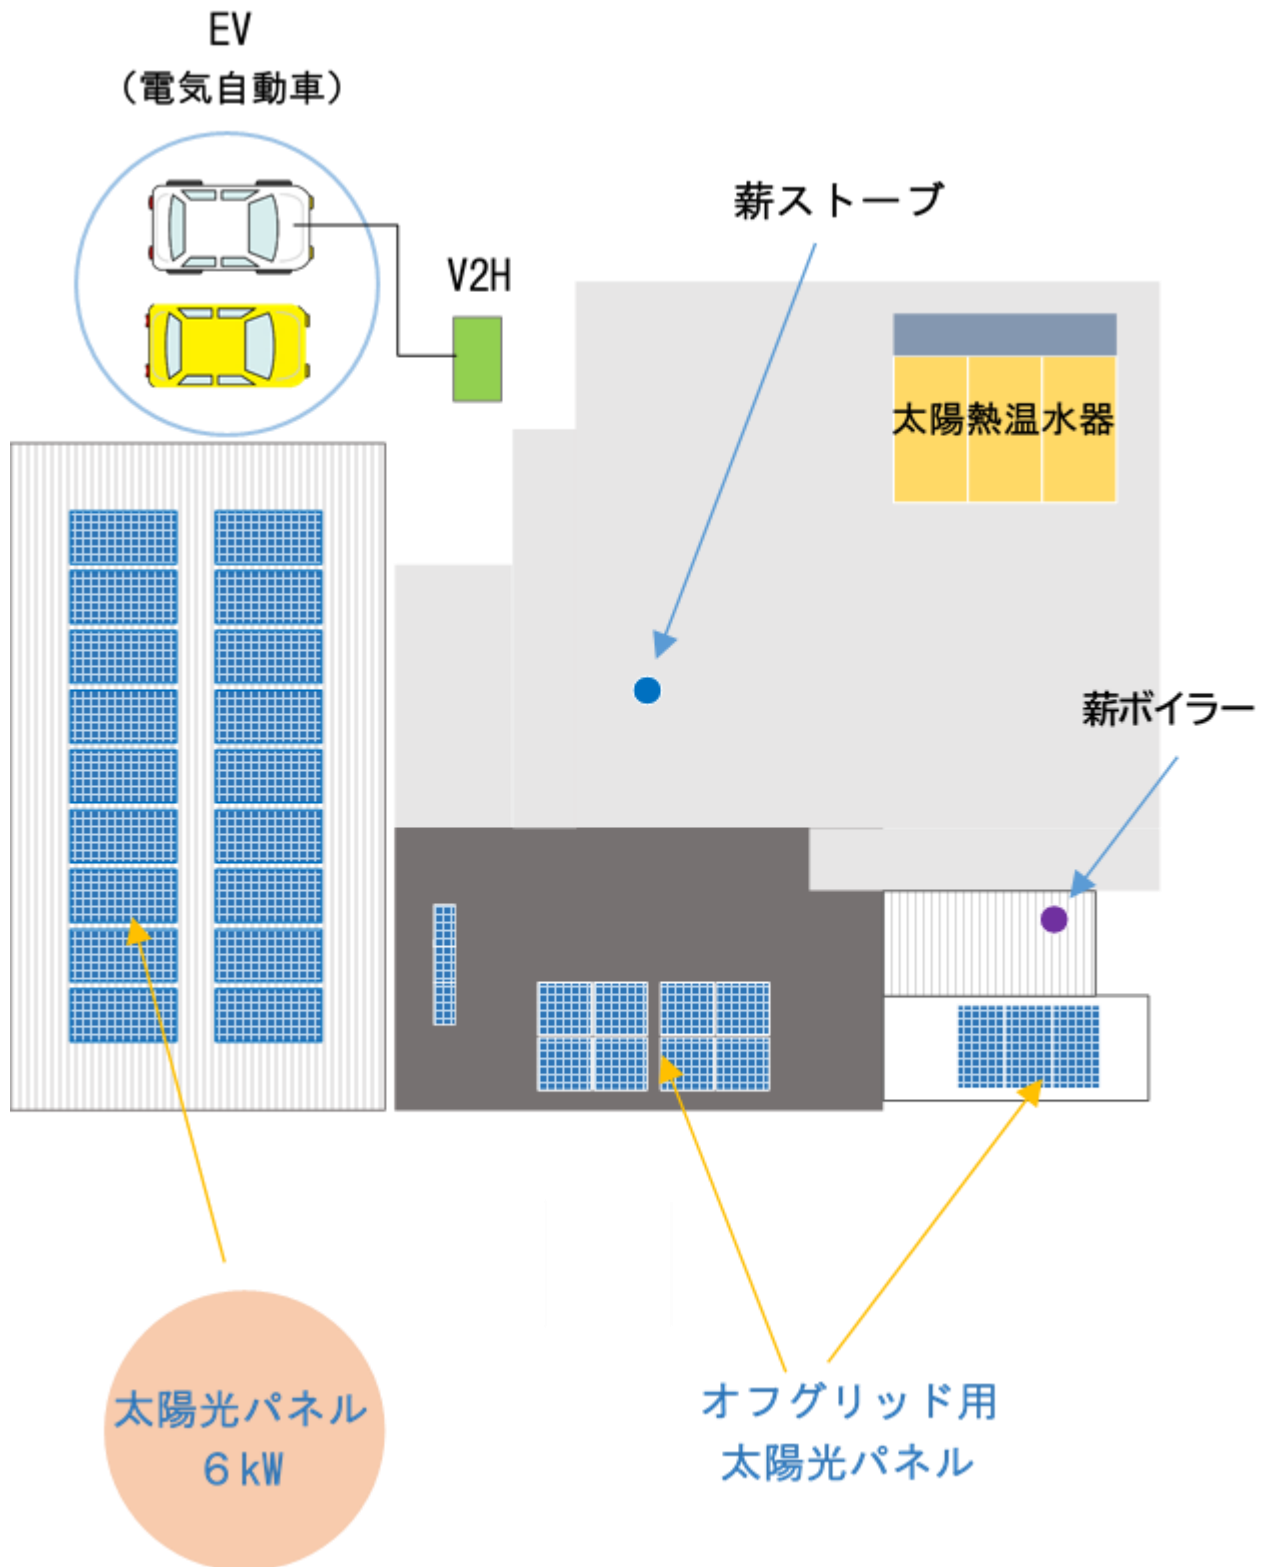 EV
（電気自動車）
薪ストーブ
V2H
太陽熱温水器
薪ボイラー
太陽光パネル
６kW
オフグリッド用
太陽光パネル